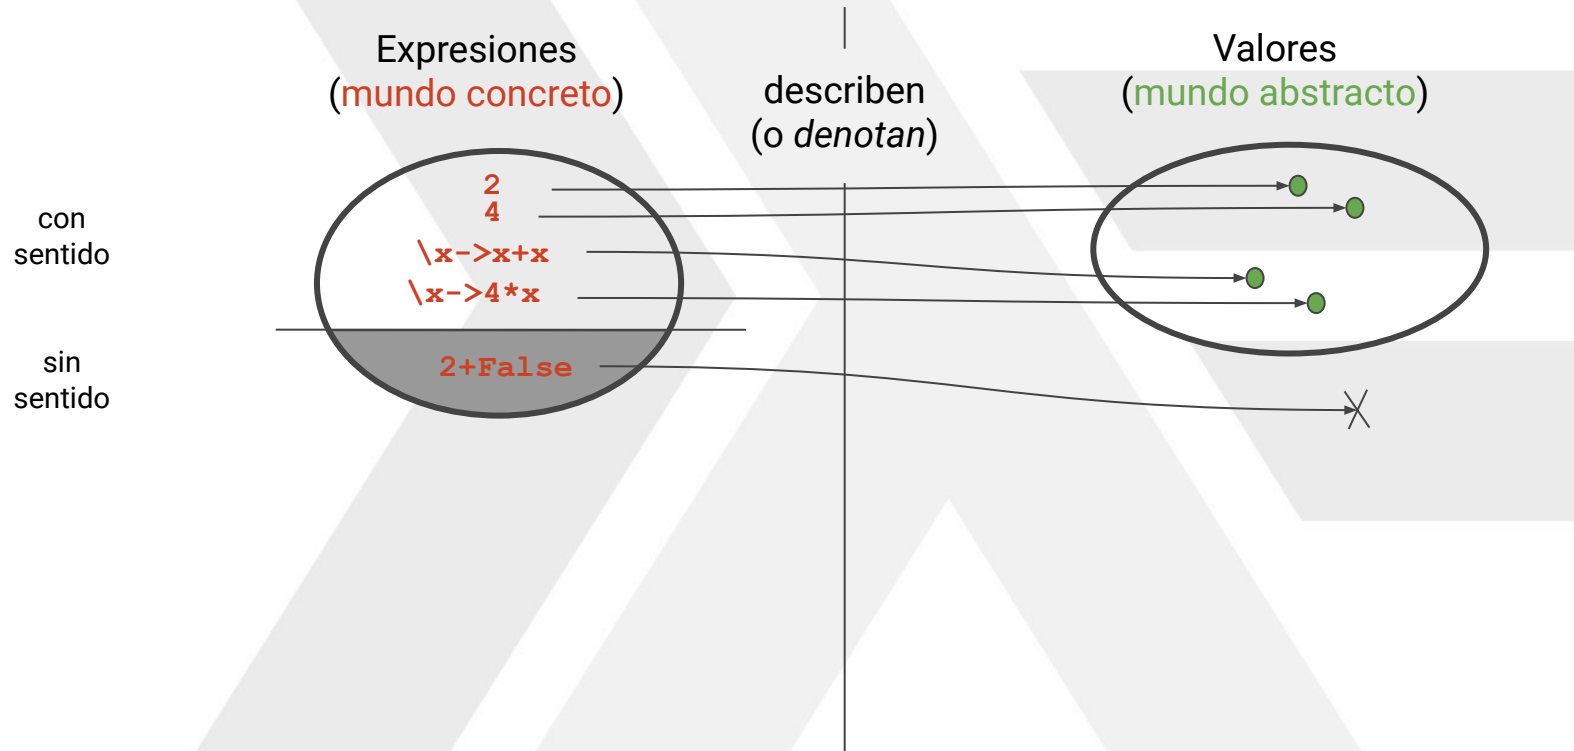 Expresiones
(mundo concreto)
describen
(o denotan)
Valores
(mundo abstracto)
con
sentido
2
4
\x->x+x
\x->4*x
sin
sentido
2+False